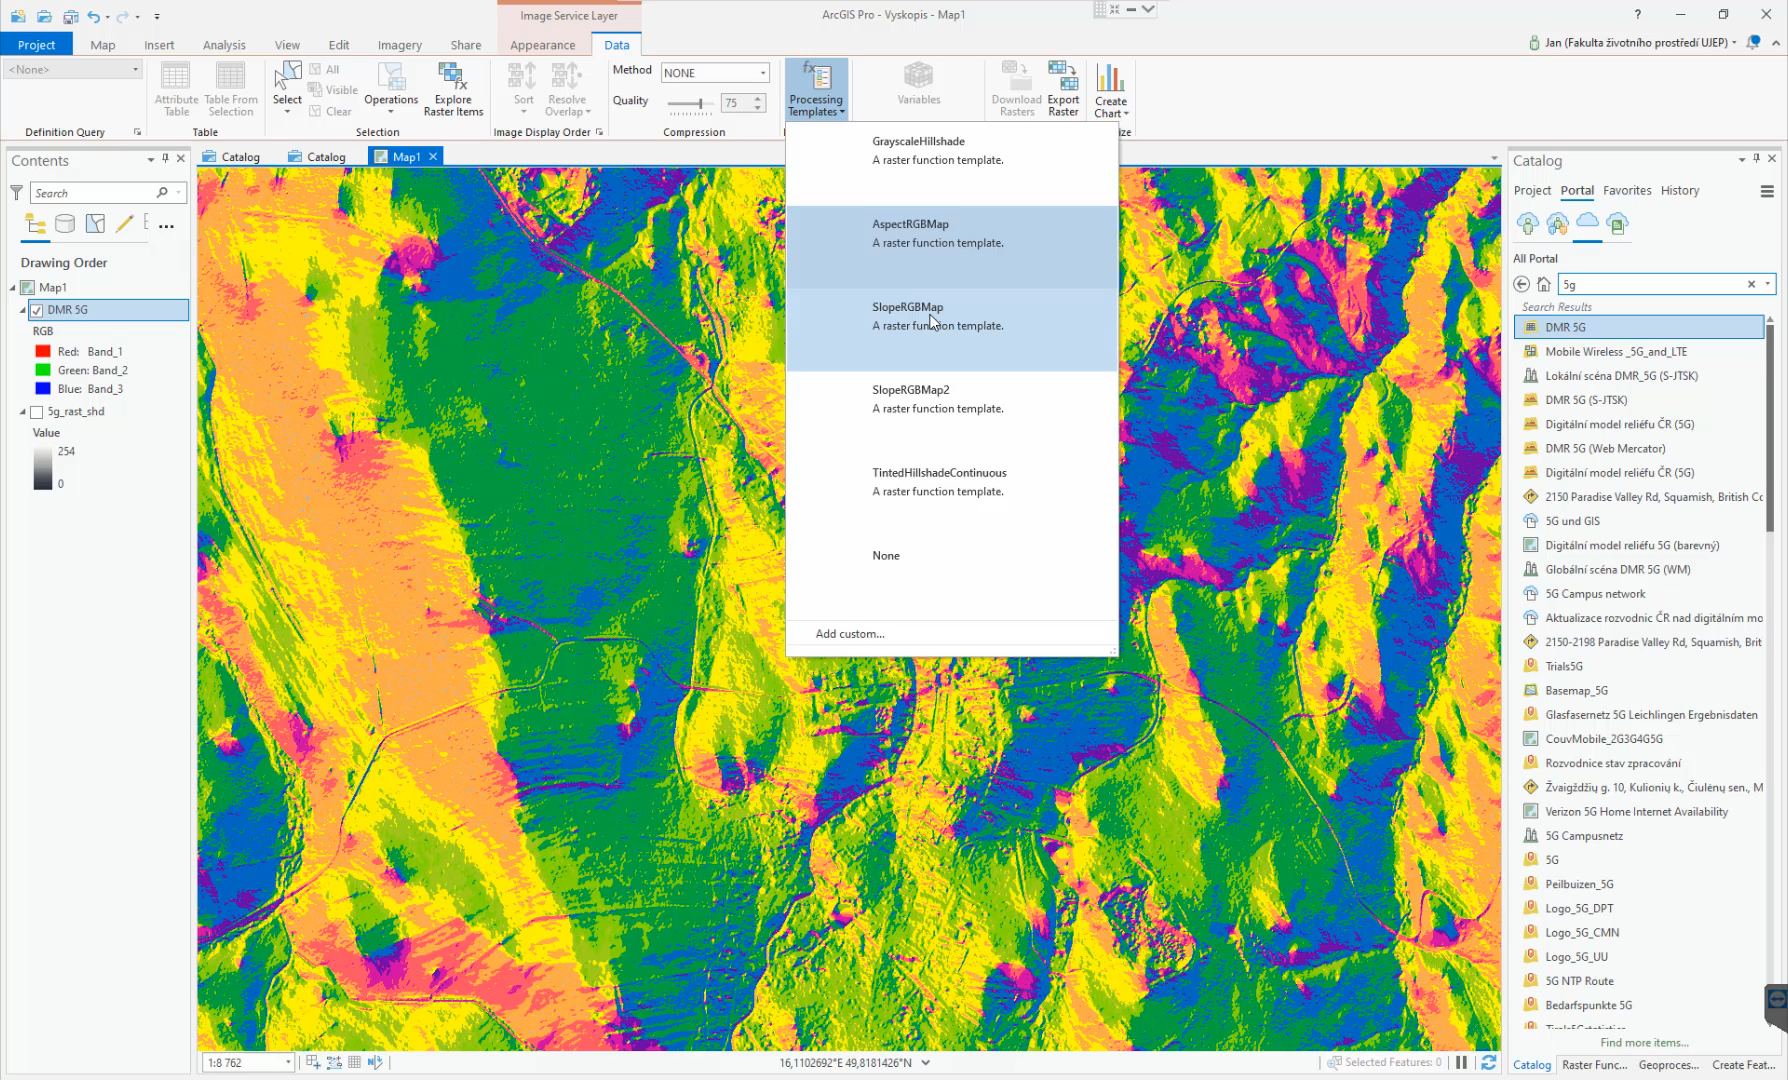 Image Service Layer
ArcGIS Pro - Vyskopis - Map1
?
Project
Map
Insert
Analysis
View
Edit
Imagery
Share
Appearance
Data
Jan (Fakulta životního prostředí UJEP)
<None>
Definition Query
Attribute Table
Table From Selection
Table
Select
All
Visible
Clear
Operations
Explore Raster Items
Selection
Sort
Resolve Overlap
Image Display Order
Method
NONE
Quality
75
Compression
Processing Templates
Variables
Download Rasters
Export Raster
Create Chart
Contents
Search
Drawing Order
Map1
DMR 5G
RGB
Red: Band_1
Green: Band_2
Blue: Band_3
5g_rast_shd
Value
254
0
Catalog
Catalog
Map1
GrayscaleHillshade
A raster function template.
AspectRGBMap
A raster function template.
SlopeRGBMap
A raster function template.
SlopeRGBMap2
A raster function template.
TintedHillshadeContinuous
A raster function template.
None
Add custom...
1:8 762
16,1102692°E 49,8181426°N
Selected Features: 0
Catalog
Project
Portal
Favorites
History
All Portal
5g
Search Results
DMR 5G
Mobile Wireless _5G_and_LTE
Lokální scéna DMR_5G (S-JTSK)
DMR 5G (S-JTSK)
Digitální model reliéfu ČR (5G)
DMR 5G (Web Mercator)
Digitální model reliéfu ČR (5G)
2150 Paradise Valley Rd, Squamish, British Cc
5G und GIS
Digitální model reliéfu 5G (barevný)
Globální scéna DMR 5G (WM)
5G Campus network
Aktualizace rozvodnic ČR nad digitálním mo
2150-2198 Paradise Valley Rd, Squamish, Brit
Trials5G
Basemap_5G
Glasfasernetz 5G Leichlingen Ergebnisdaten
CouvMobile_2G3G4G5G
Rozvodnice stav zpracování
Žvaigždžių g. 10, Kulionių k., Čiulėnų sen., M
Verizon 5G Home Internet Availability
5G Campusnetz
5G
Peilbuizen_5G
Logo_5G_DPT
Logo_5G_CMN
Logo_5G_UU
5G NTP Route
Bedarfspunkte 5G
Find more items...
Catalog
Raster Func...
Geoproces...
Create Feat...